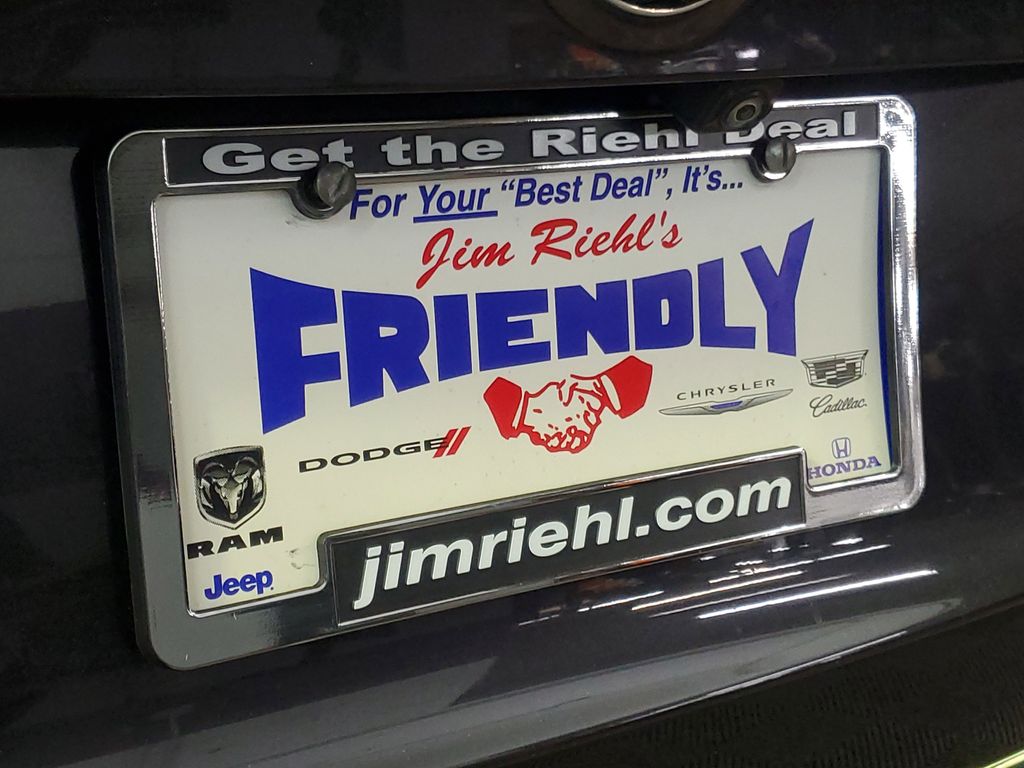 Get the Riehl Deal
For Your “Best Deal”, It's...
Jim Riehl's
FRIENDLY
CHRYSLER
Cadillac
DODGE
HONDA
RAM
Jeep
jimriehl.com